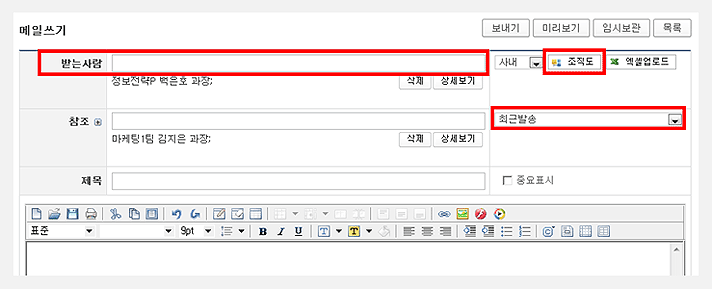 메일쓰기
보내기 미리보기 임시보관 목록
받는사람 사내 조직도 엑셀업로드
정보전략P 백은호 과장; 삭제 상세보기
참조 최근발송
마케팅1팀 김지은 과장; 삭제 상세보기
제목 중요표시
표준 9pt B I U T T